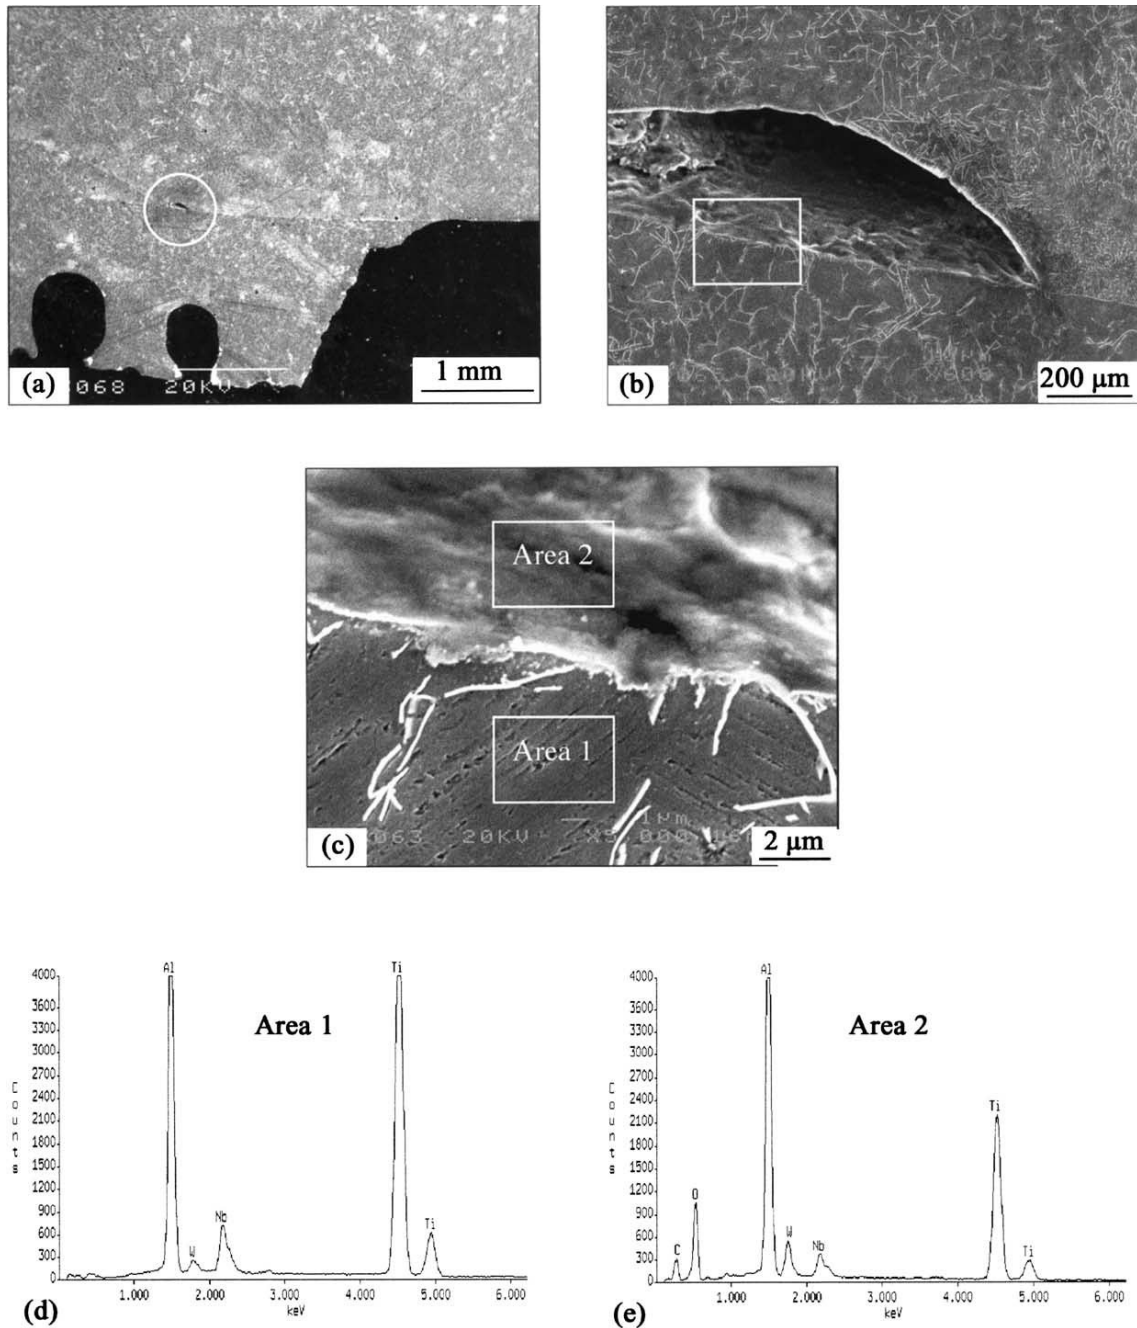 (a)
068 20KV
1 mm
(b)
200 μm
Area 2
Area 1
(c)
063 20KV X5,000
1μm
2 μm
Area 1
Counts
4000
3600
3300
3000
2700
2400
2100
1800
1500
1200
900
600
300
0
Al
W
Nb
Ti
Ti
1.000 2.000 3.000 4.000 5.000 6.000
keV
(d)
Area 2
Counts
4000
3600
3300
3000
2700
2400
2100
1800
1500
1200
900
600
300
0
C
O
Al
W
Nb
Ti
Ti
1.000 2.000 3.000 4.000 5.000 6.000
keV
(e)